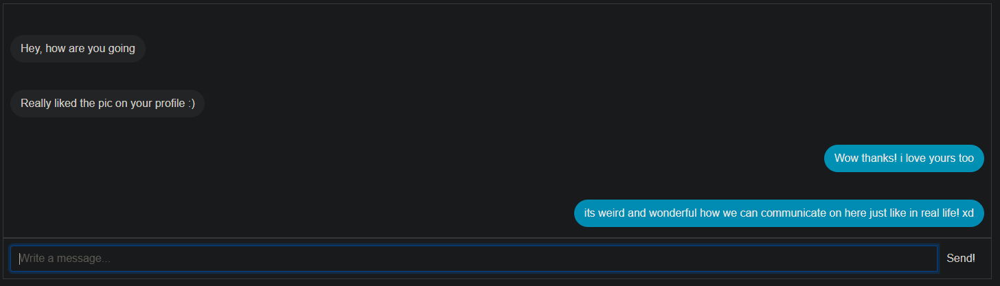 Hey, how are you going
Really liked the pic on your profile :)
Wow thanks! i love yours too
its weird and wonderful how we can communicate on here just like in real life! xd
Write a message...
Send!